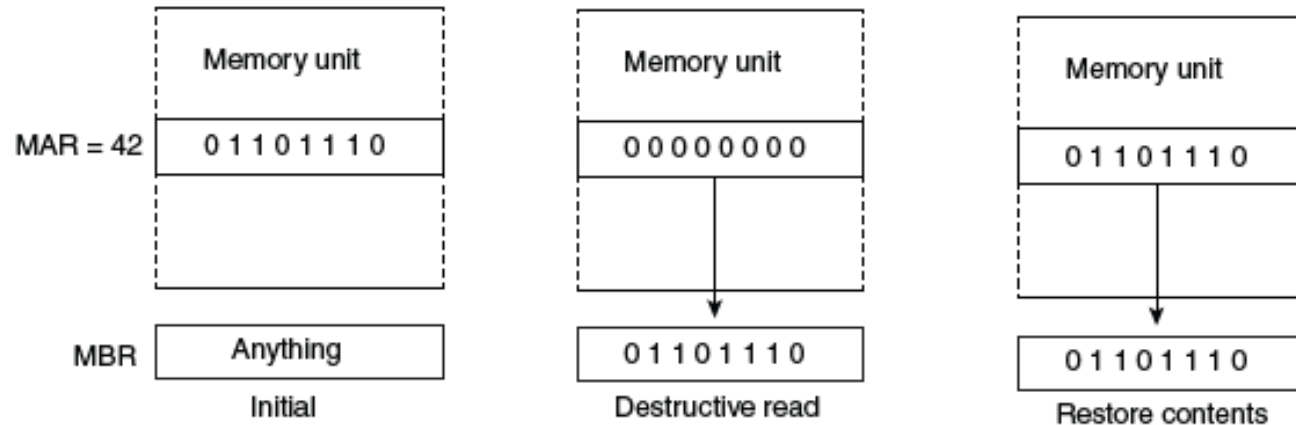 Memory unit
MAR = 42
0 1 1 0 1 1 1 0
MBR
Anything
Initial
Memory unit
0 0 0 0 0 0 0 0
0 1 1 0 1 1 1 0
Destructive read
Memory unit
0 1 1 0 1 1 1 0
0 1 1 0 1 1 1 0
Restore contents